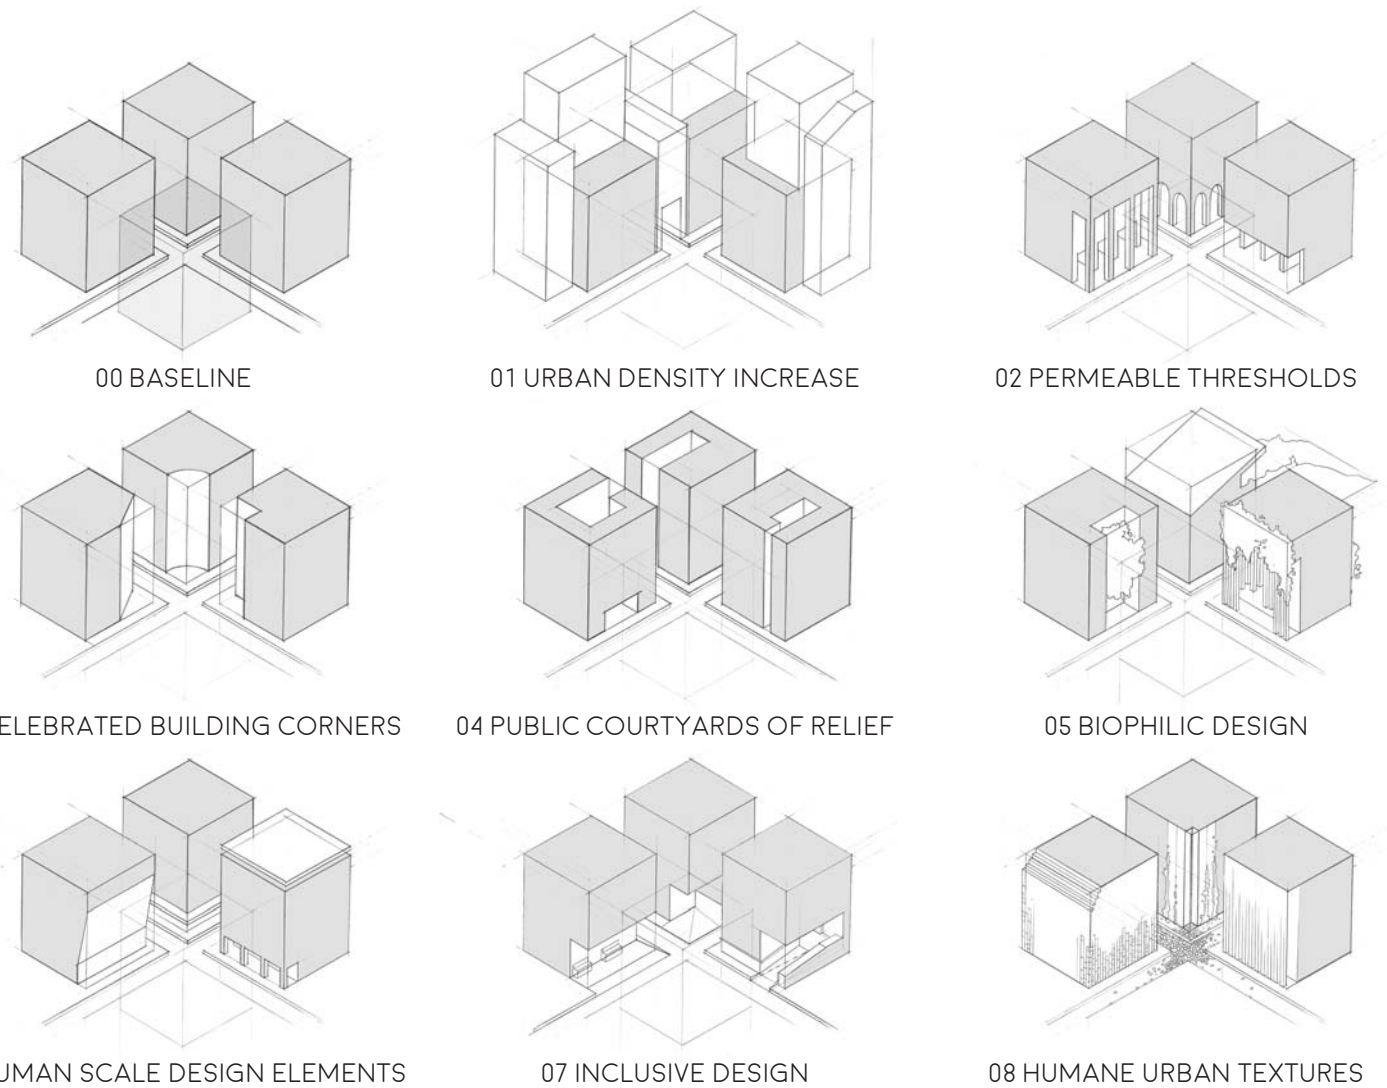 00 BASELINE
01 URBAN DENSITY INCREASE
02 PERMEABLE THRESHOLDS
ELEBRATED BUILDING CORNERS
04 PUBLIC COURTYARDS OF RELIEF
05 BIOPHILIC DESIGN
UMAN SCALE DESIGN ELEMENTS
07 INCLUSIVE DESIGN
08 HUMANE URBAN TEXTURES